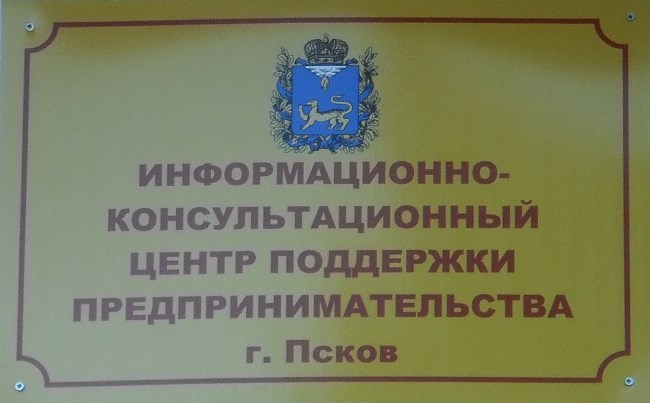 ИНФОРМАЦИОННО-
КОНСУЛЬТАЦИОННЫЙ
ЦЕНТР ПОДДЕРЖКИ
ПРЕДПРИНИМАТЕЛЬСТВА
г. Псков